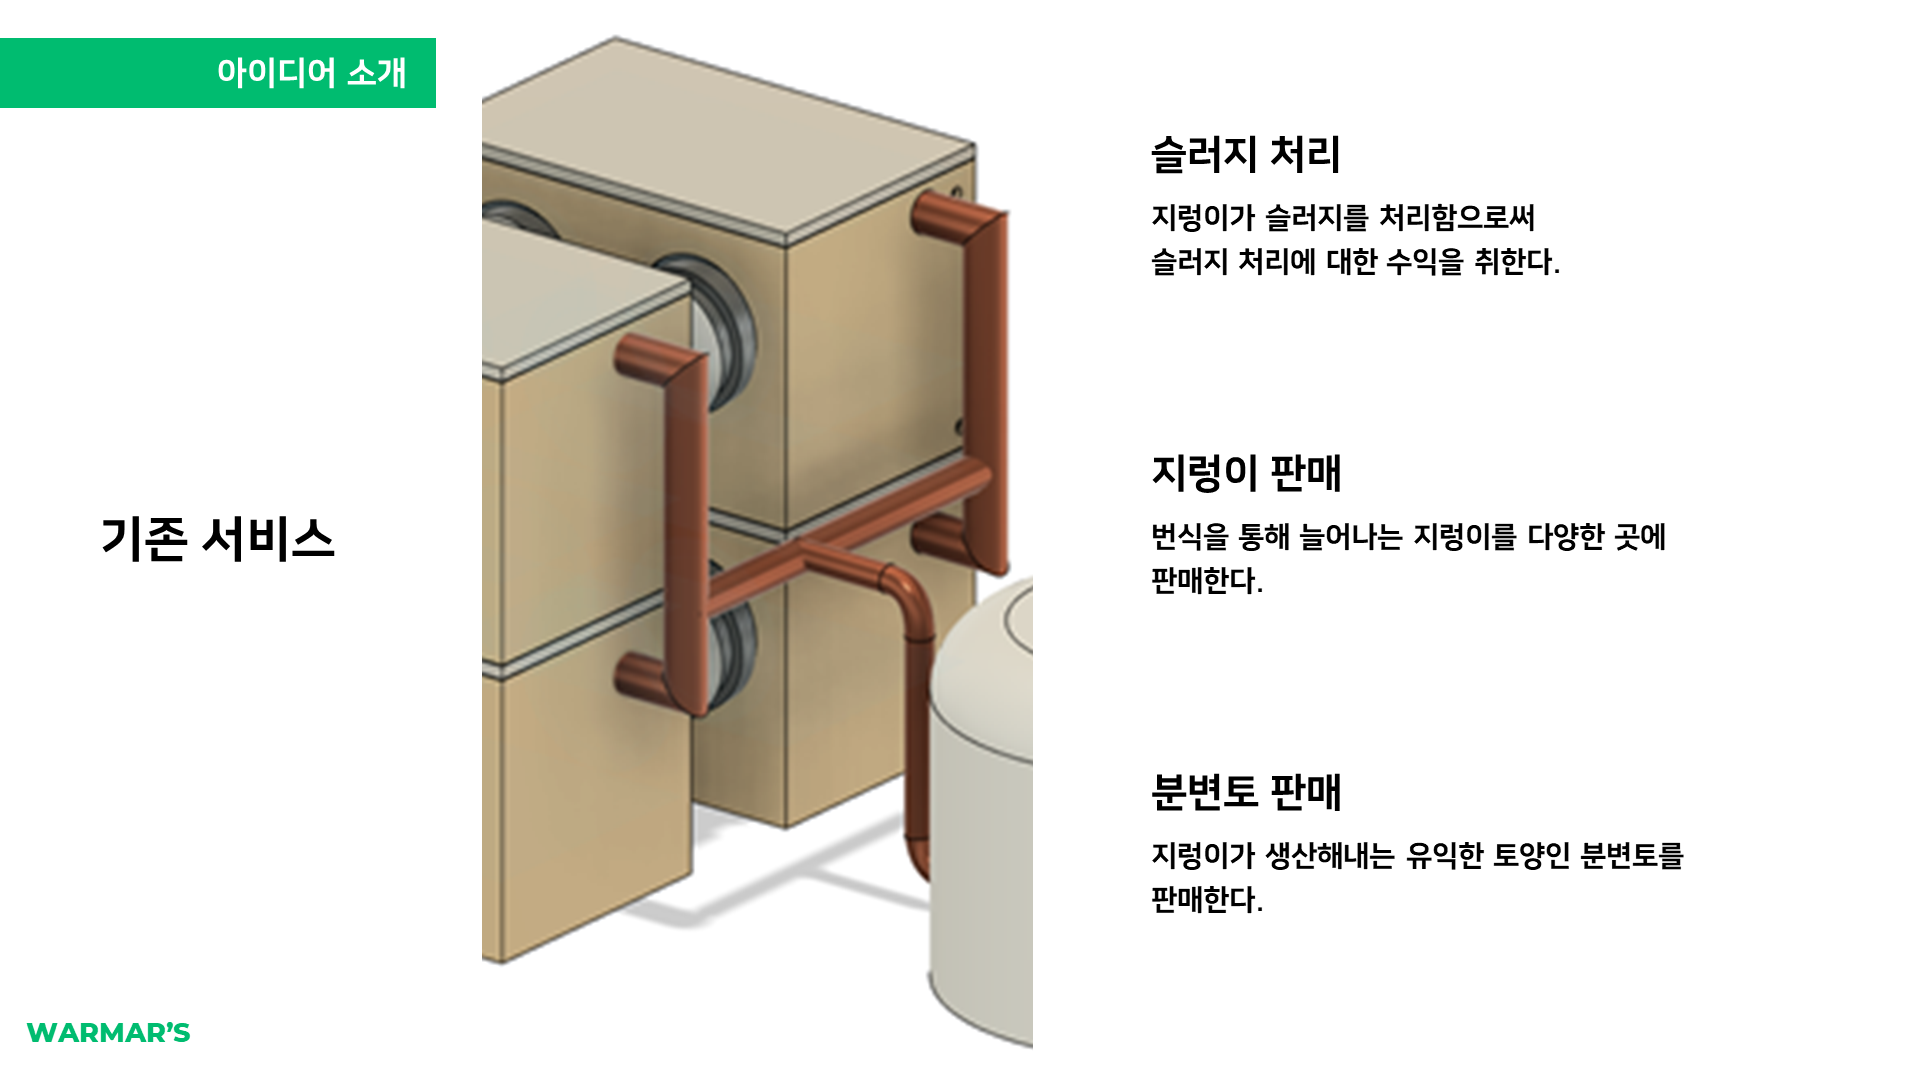 아이디어 소개
기존 서비스
슬러지 처리
지렁이가 슬러지를 처리함으로써
슬러지 처리에 대한 수익을 취한다.
지렁이 판매
번식을 통해 늘어나는 지렁이를 다양한 곳에
판매한다.
분변토 판매
지렁이가 생산해내는 유익한 토양인 분변토를
판매한다.
WARMAR’S